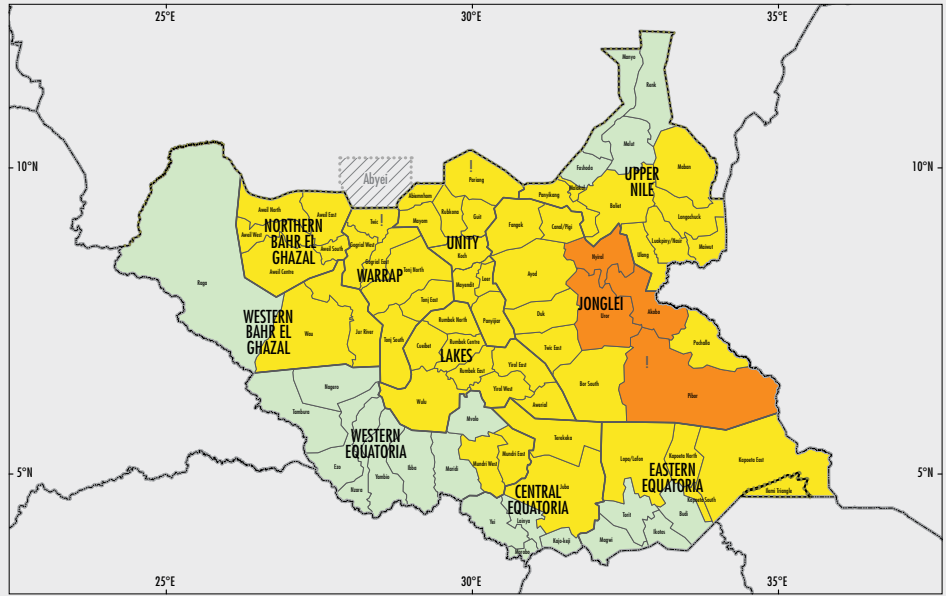 25°E
30°E
35°E
Manyo
Renk
10°N
10°N
Melut
Fashoda
Maban
Abyei
!
Pariang
UPPER
NILE
Malakal
Panyikang
Abiemnhom
Baliet
Aweil North
Aweil East
Twic
!
Mayom
Rubkona
Guit
Fangak
Canal/Pigi
Longochuk
NORTHERN
BAHR EL
GHAZAL
Aweil West
Aweil South
Gogrial West
UNITY
Luakpiny/Nasir
Maiwut
Koch
Ulang
Nyirol
Gogrial East
Tonj North
Aweil Centre
WARRAP
Leer
Mayendit
Ayod
Raga
Tonj East
JONGLEI
Uror
Akobo
WESTERN
BAHR EL
GHAZAL
Wau
Jur River
Rumbek North
Panyijiar
Duk
Tonj South
Cueibet
Rumbek Centre
LAKES
Twic East
Pochalla
Rumbek East
Yirol East
!
Nagero
Yirol West
Bor South
Pibor
Wulu
Awerial
Tambura
Mvolo
WESTERN
EQUATORIA
Terekeka
Mundri East
Ezo
Yambio
Ibba
Maridi
Mundri West
Lopa/Lafon
Kapoeta North
Kapoeta East
EASTERN
EQUATORIA
5°N
5°N
Nzara
Juba
CENTRAL
EQUATORIA
Kapoeta South
Ilemi Triangle
Yei
Lainya
Torit
Budi
Ikotos
Magwi
Kajo-keji
Morobo
25°E
30°E
35°E